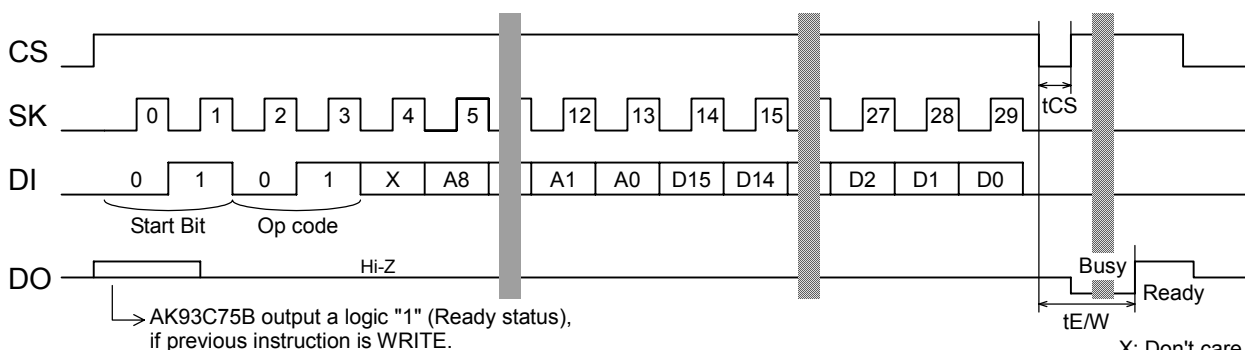 CS
tCS
SK 0 1 2 3 4 5 12 13 14 15 27 28 29
DI 0 1 0 1 X A8 A1 A0 D15 D14 D2 D1 D0
Start Bit Op code
DO Hi-Z Busy Ready
AK93C75B output a logic "1" (Ready status),
if previous instruction is WRITE.
tE/W
X: Don't care